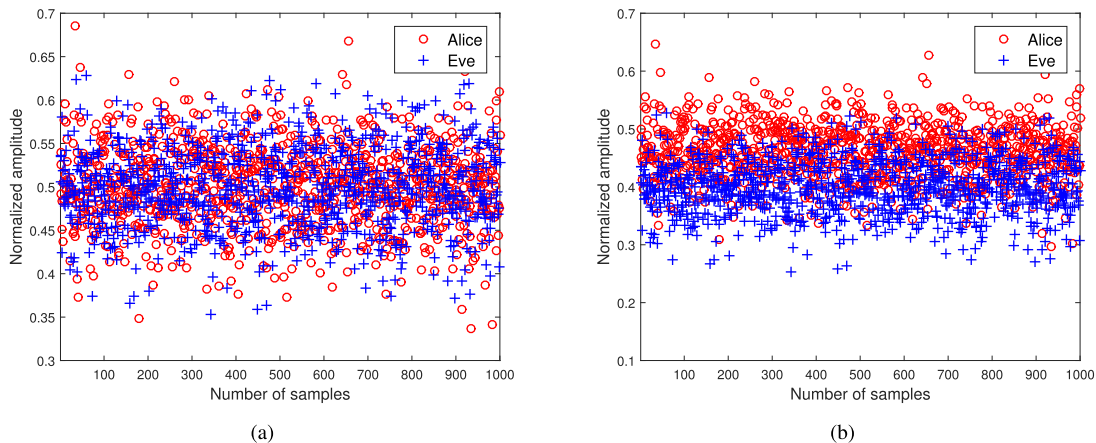 0.7
0.65
0.6
0.55
0.5
0.45
0.4
0.35
0.3
Normalized amplitude
100 200 300 400 500 600 700 800 900 1000
Number of samples
Alice
Eve
(a)
0.7
0.6
0.5
0.4
0.3
0.2
0.1
Normalized amplitude
100 200 300 400 500 600 700 800 900 1000
Number of samples
Alice
Eve
(b)